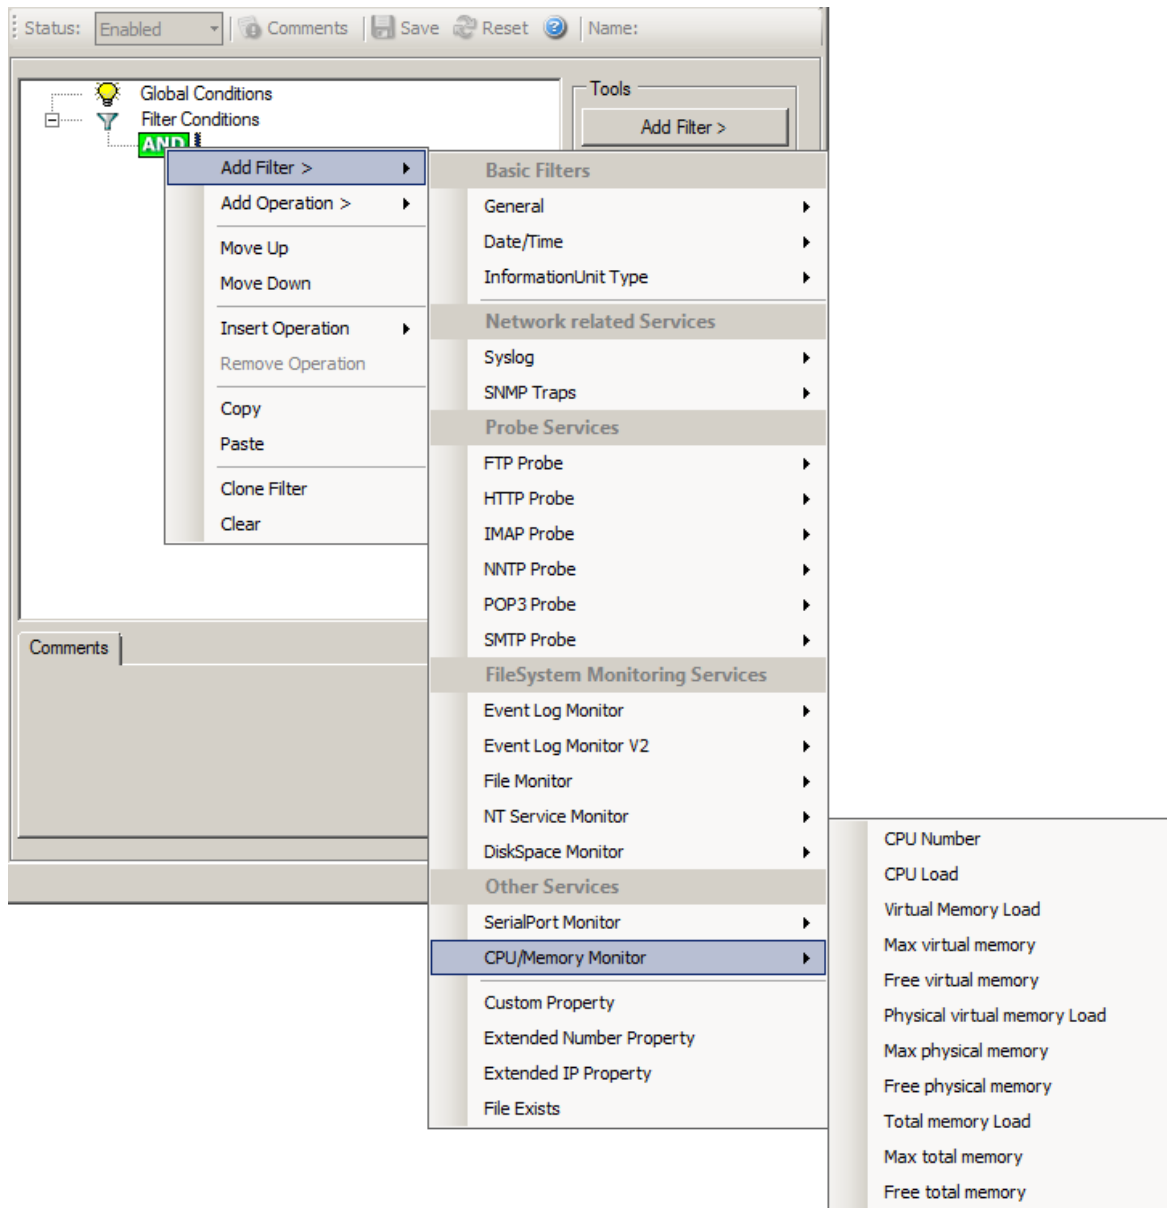 Status: Enabled Comments Save Reset Name:
Global Conditions
Filter Conditions
AND
Tools
Add Filter >
Add Filter >
Add Operation >
Move Up
Move Down
Insert Operation
Remove Operation
Copy
Paste
Clone Filter
Clear
Comments
Basic Filters
General
Date/Time
InformationUnit Type
Network related Services
Syslog
SNMP Traps
Probe Services
FTP Probe
HTTP Probe
IMAP Probe
NNTP Probe
POP3 Probe
SMTP Probe
FileSystem Monitoring Services
Event Log Monitor
Event Log Monitor V2
File Monitor
NT Service Monitor
DiskSpace Monitor
Other Services
SerialPort Monitor
CPU/Memory Monitor
Custom Property
Extended Number Property
Extended IP Property
File Exists
CPU Number
CPU Load
Virtual Memory Load
Max virtual memory
Free virtual memory
Physical virtual memory Load
Max physical memory
Free physical memory
Total memory Load
Max total memory
Free total memory